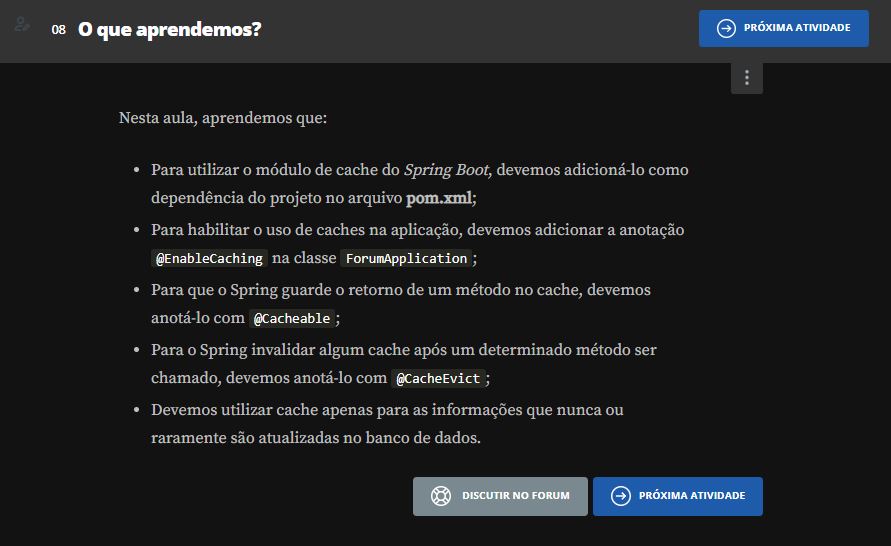 08 O que aprendemos?
PRÓXIMA ATIVIDADE
Nesta aula, aprendemos que:
• Para utilizar o módulo de cache do Spring Boot, devemos adicioná-lo como
dependência do projeto no arquivo pom.xml;
• Para habilitar o uso de caches na aplicação, devemos adicionar a anotação
@EnableCaching na classe ForumApplication ;
• Para que o Spring guarde o retorno de um método no cache, devemos
anotá-lo com @Cacheable ;
• Para o Spring invalidar algum cache após um determinado método ser
chamado, devemos anotá-lo com @CacheEvict ;
• Devemos utilizar cache apenas para as informações que nunca ou
raramente são atualizadas no banco de dados.
DISCUTIR NO FORUM
PRÓXIMA ATIVIDADE